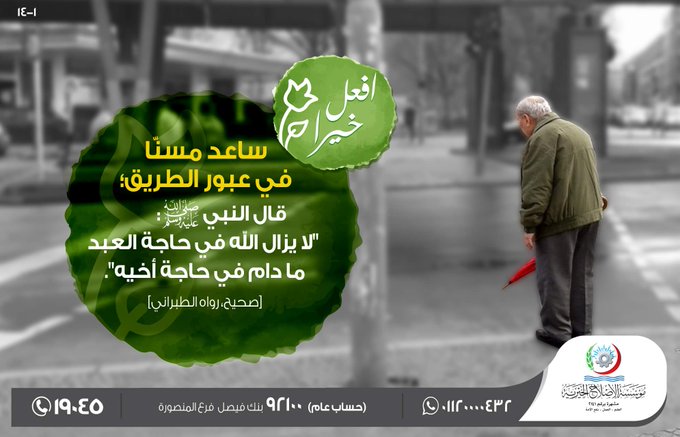 ١-١٤
افعل
خيرا
ساعد مسنًّا
في عبور الطريق؛
قال النبي ﷺ:
"لا يزال الله في حاجة العبد
ما دام في حاجة أخيه".
[صحيح، رواه الطبراني]
مؤسسة الإصلاح الخيرية
١٩٠٤٥
(حساب عام) ٩٢١٠٠ بنك فيصل فرع المنصورة
٠١١٢٠٠٠٠٤٣٢